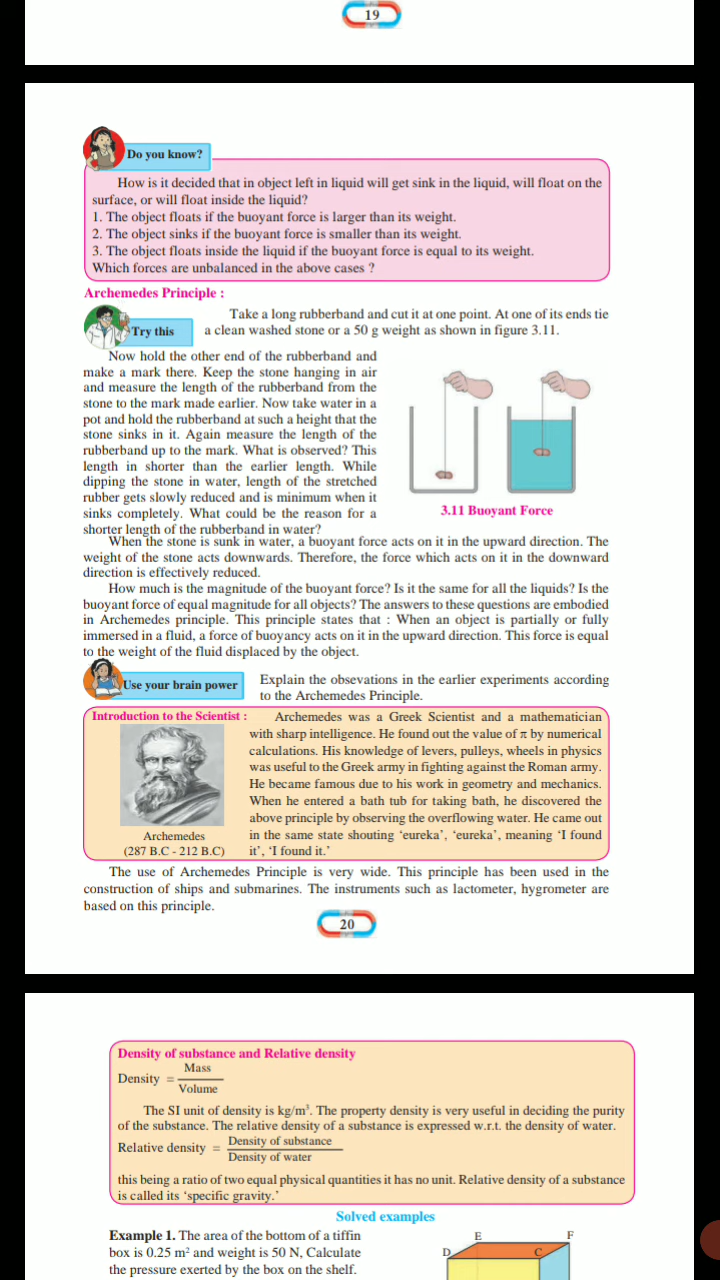 19
Do you know?
How is it decided that in object left in liquid will get sink in the liquid, will float on the
surface, or will float inside the liquid?
1. The object floats if the buoyant force is larger than its weight.
2. The object sinks if the buoyant force is smaller than its weight.
3. The object floats inside the liquid if the buoyant force is equal to its weight.
Which forces are unbalanced in the above cases ?
Archemedes Principle :
Try this
Take a long rubberband and cut it at one point. At one of its ends tie
a clean washed stone or a 50 g weight as shown in figure 3.11.
Now hold the other end of the rubberband and
make a mark there. Keep the stone hanging in air
and measure the length of the rubberband from the
stone to the mark made earlier. Now take water in a
pot and hold the rubberband at such a height that the
stone sinks in it. Again measure the length of the
rubberband up to the mark. What is observed? This
length in shorter than the earlier length. While
dipping the stone in water, length of the stretched
rubber gets slowly reduced and is minimum when it
sinks completely. What could be the reason for a
shorter length of the rubberband in water?
3.11 Buoyant Force
When the stone is sunk in water, a buoyant force acts on it in the upward direction. The
weight of the stone acts downwards. Therefore, the force which acts on it in the downward
direction is effectively reduced.
How much is the magnitude of the buoyant force? Is it the same for all the liquids? Is the
buoyant force of equal magnitude for all objects? The answers to these questions are embodied
in Archemedes principle. This principle states that : When an object is partially or fully
immersed in a fluid, a force of buoyancy acts on it in the upward direction. This force is equal
to the weight of the fluid displaced by the object.
Use your brain power
Explain the obsevations in the earlier experiments according
to the Archemedes Principle.
Introduction to the Scientist :
Archemedes was a Greek Scientist and a mathematician
with sharp intelligence. He found out the value of π by numerical
calculations. His knowledge of levers, pulleys, wheels in physics
was useful to the Greek army in fighting against the Roman army.
He became famous due to his work in geometry and mechanics.
When he entered a bath tub for taking bath, he discovered the
above principle by observing the overflowing water. He came out
in the same state shouting ‘eureka’, ‘eureka’, meaning ‘I found
it’, ‘I found it.’
Archemedes
(287 B.C - 212 B.C)
The use of Archemedes Principle is very wide. This principle has been used in the
construction of ships and submarines. The instruments such as lactometer, hygrometer are
based on this principle.
20
Density of substance and Relative density
Density = Mass
Volume
The SI unit of density is kg/m³. The property density is very useful in deciding the purity
of the substance. The relative density of a substance is expressed w.r.t. the density of water.
Relative density = Density of substance
Density of water
this being a ratio of two equal physical quantities it has no unit. Relative density of a substance
is called its ‘specific gravity.’
Solved examples
Example 1. The area of the bottom of a tiffin
box is 0.25 m² and weight is 50 N, Calculate
the pressure exerted by the box on the shelf.
E F
D C